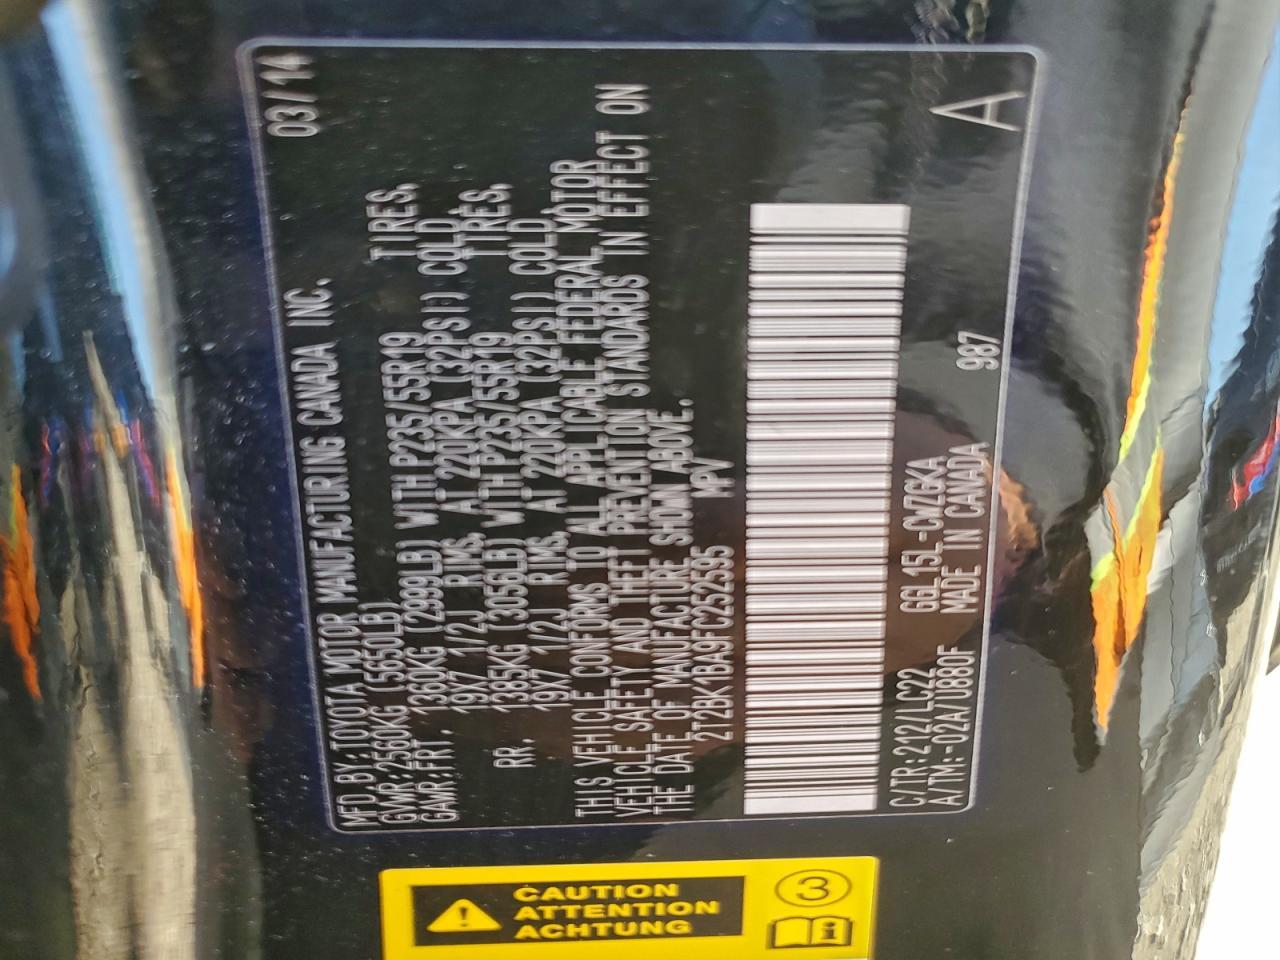 MFD.BY:TOYOTA MOTOR MANUFACTURING CANADA INC. 03/14
GVWR:2560KG (5650LB)
GAWR:FRT. 1360KG (2999LB) WITH P235/55R19 TIRES,
19X7 1/2J RIMS, AT 220KPA (32PSI) COLD.
RR. 1385KG (3056LB) WITH P235/55R19 TIRES,
19X7 1/2J RIMS, AT 220KPA (32PSI) COLD.
THIS VEHICLE CONFORMS TO ALL APPLICABLE FEDERAL MOTOR
VEHICLE SAFETY AND THEFT PREVENTION STANDARDS IN EFFECT ON
THE DATE OF MANUFACTURE SHOWN ABOVE.
2T2BK1BA9FC252595 MPV
C/TR:212/LC22 GGL15L-CWZGKA 987
A/TM:-02A/U880F MADE IN CANADA A
CAUTION
ATTENTION
ACHTUNG
3
i